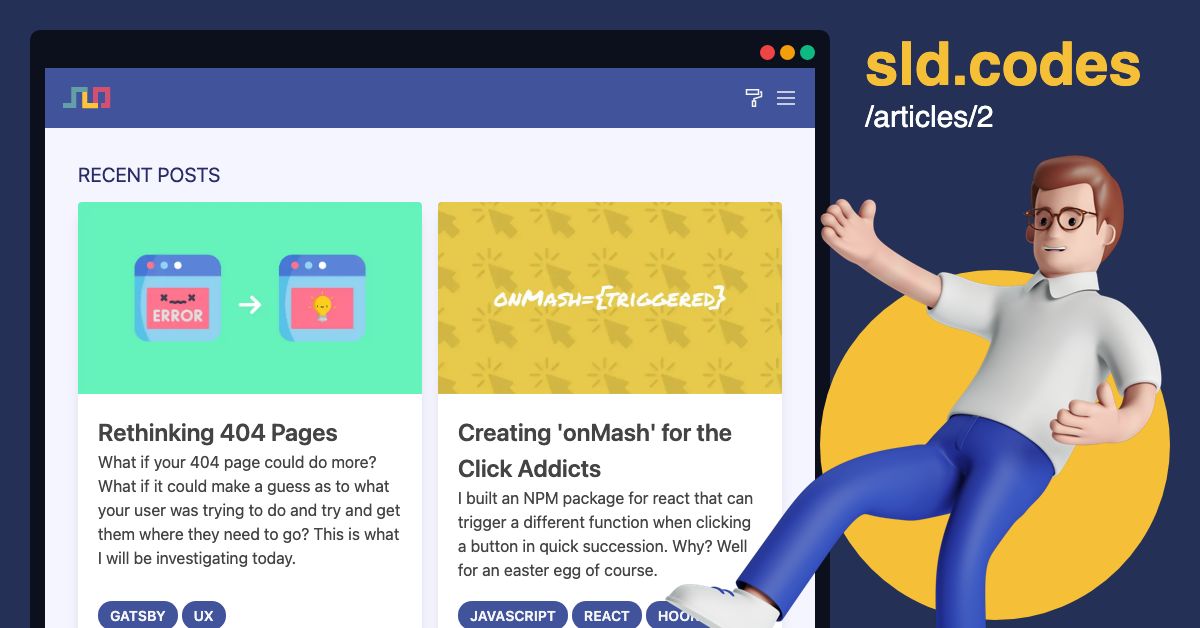 sld.codes
/articles/2
SLD
RECENT POSTS
ERROR
onMash={triggered}
Rethinking 404 Pages
What if your 404 page could do more?
What if it could make a guess as to what
your user was trying to do and try and get
them where they need to go? This is what
I will be investigating today.
GATSBY
UX
Creating 'onMash' for the
Click Addicts
I built an NPM package for react that can
trigger a different function when clicking
a button in quick succession. Why? Well
for an easter egg of course.
JAVASCRIPT
REACT